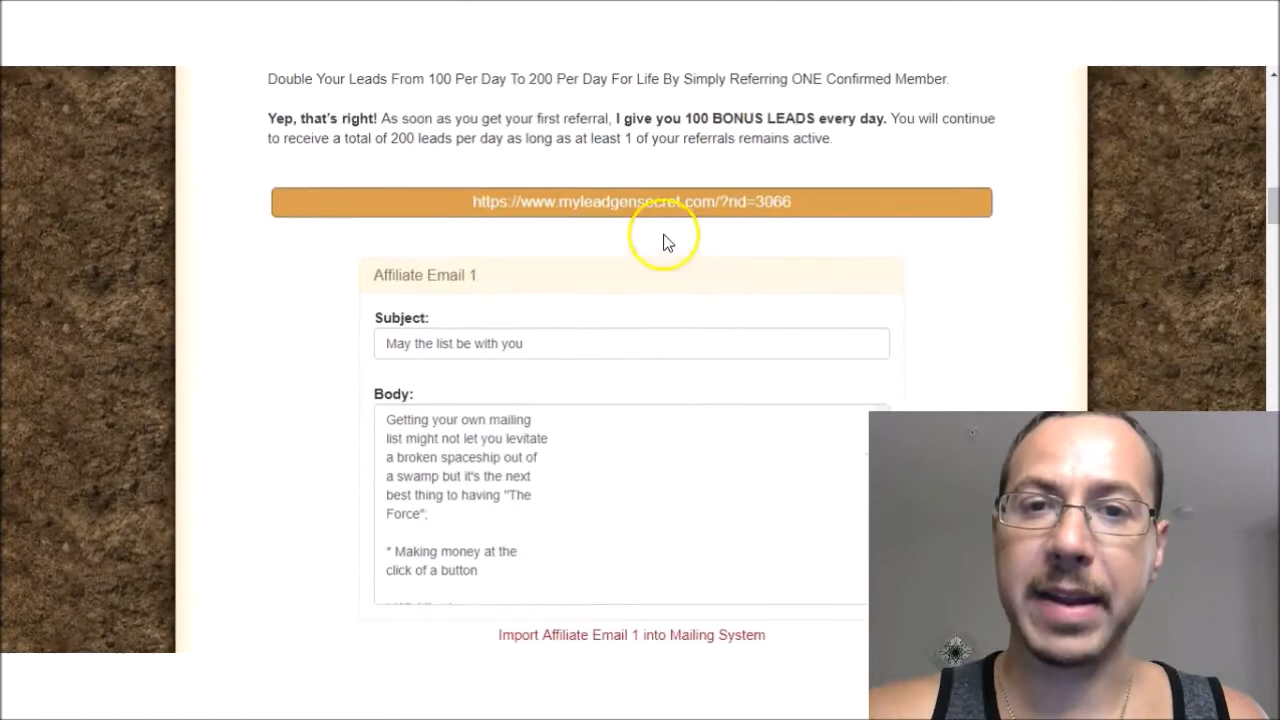 Double Your Leads From 100 Per Day To 200 Per Day For Life By Simply Referring ONE Confirmed Member.
Yep, that's right! As soon as you get your first referral, I give you 100 BONUS LEADS every day. You will continue
to receive a total of 200 leads per day as long as at least 1 of your referrals remains active.
https://www.myleadgensecret.com/?rid=3066
Affiliate Email 1
Subject:
May the list be with you
Body:
Getting your own mailing
list might not let you levitate
a broken spaceship out of
a swamp but it's the next
best thing to having "The
Force";
* Making money at the
click of a button
Import Affiliate Email 1 into Mailing System